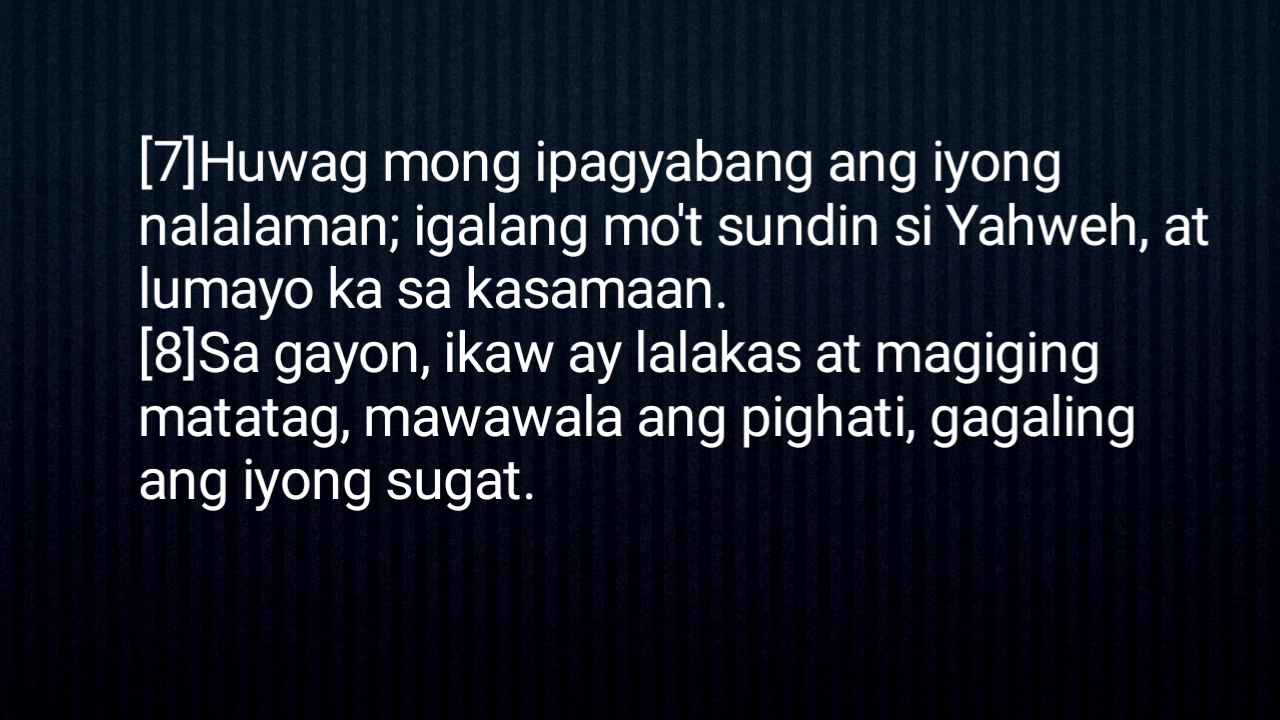 [7]Huwag mong ipagyabang ang iyong
nalalaman; igalang mo't sundin si Yahweh, at
lumayo ka sa kasamaan.
[8]Sa gayon, ikaw ay lalakas at magiging
matatag, mawawala ang pighati, gagaling
ang iyong sugat.